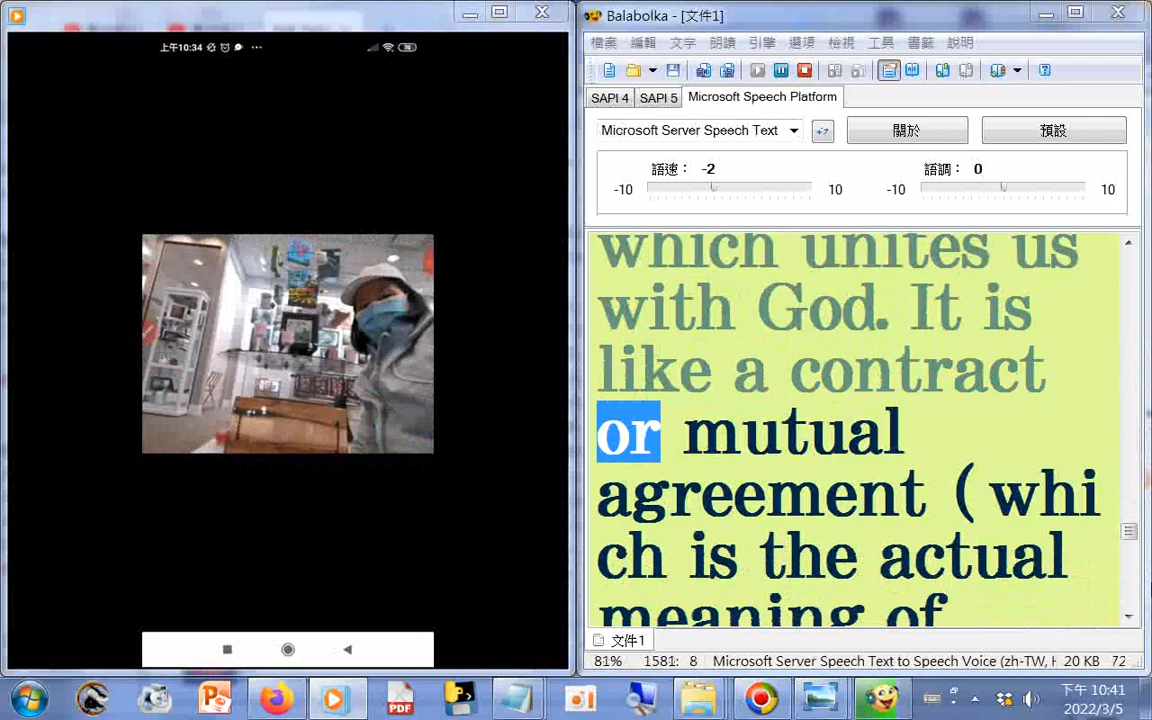 上午10:34
Balabolka - [文件1]
檔案 編輯 文字 朗讀 引擎 選項 檢視 工具 書籤 說明
SAPI 4 SAPI 5 Microsoft Speech Platform
Microsoft Server Speech Text 關於 預設
語速： -2 語調： 0
-10 10 -10 10
which unites us
with God. It is
like a contract
or mutual
agreement（whi
ch is the actual
meaning of
文件1
81% 1581: 8 Microsoft Server Speech Text to Speech Voice (zh-TW, H 20 KB 72
PDF
下午 10:41
2022/3/5